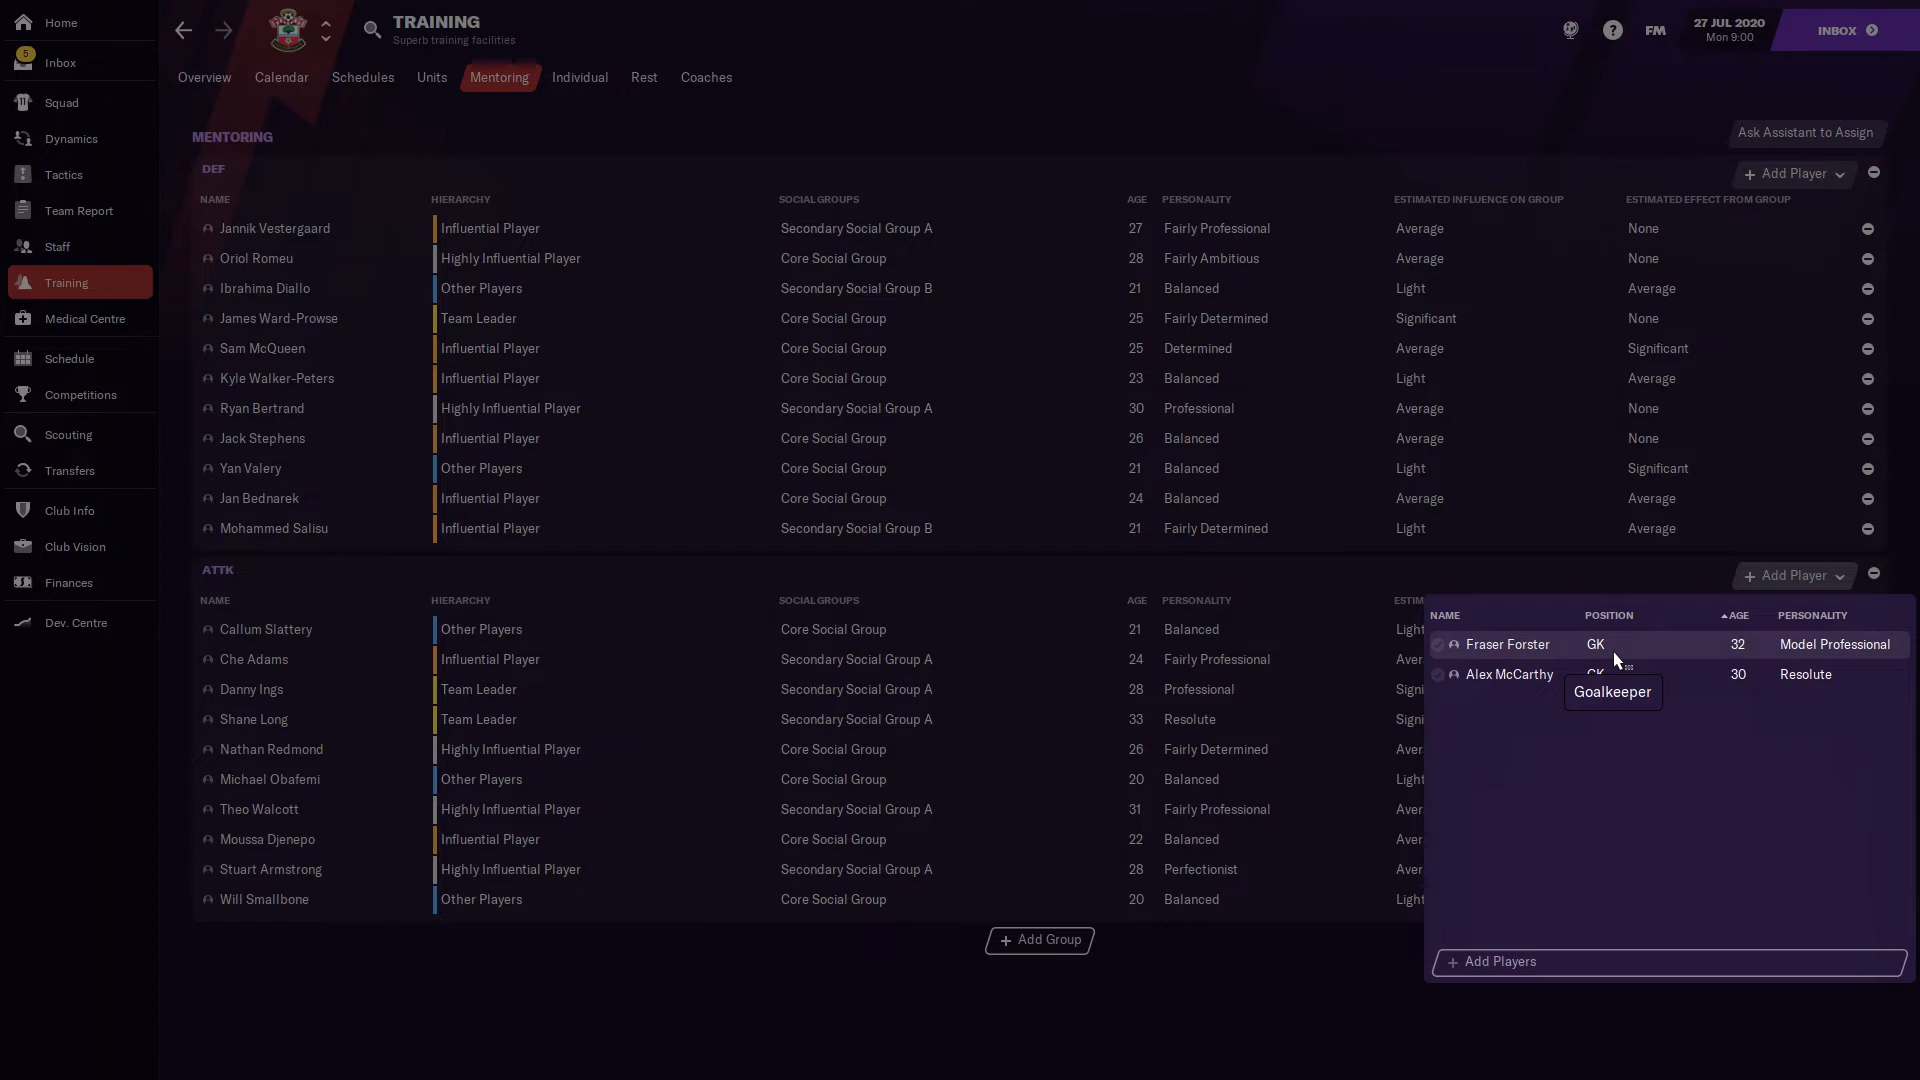 Home
TRAINING
Superb training facilities
FM
27 JUL 2020
Mon 9:00
INBOX
5
Inbox
Overview Calendar Schedules Units Mentoring Individual Rest Coaches
Squad
Dynamics
Tactics
Team Report
Staff
Training
Medical Centre
Schedule
Competitions
Scouting
Transfers
Club Info
Club Vision
Finances
Dev. Centre
MENTORING
Ask Assistant to Assign
DEF
+ Add Player
NAME HIERARCHY SOCIAL GROUPS AGE PERSONALITY ESTIMATED INFLUENCE ON GROUP ESTIMATED EFFECT FROM GROUP
Jannik Vestergaard Influential Player Secondary Social Group A 27 Fairly Professional Average None
Oriol Romeu Highly Influential Player Core Social Group 28 Fairly Ambitious Average None
Ibrahima Diallo Other Players Secondary Social Group B 21 Balanced Light Average
James Ward-Prowse Team Leader Core Social Group 25 Fairly Determined Significant None
Sam McQueen Influential Player Core Social Group 25 Determined Average Significant
Kyle Walker-Peters Influential Player Core Social Group 23 Balanced Light Average
Ryan Bertrand Highly Influential Player Secondary Social Group A 30 Professional Average None
Jack Stephens Influential Player Core Social Group 26 Balanced Average None
Yan Valery Other Players Core Social Group 21 Balanced Light Significant
Jan Bednarek Influential Player Core Social Group 24 Balanced Average Average
Mohammed Salisu Influential Player Secondary Social Group B 21 Fairly Determined Light Average
ATTK
+ Add Player
NAME HIERARCHY SOCIAL GROUPS AGE PERSONALITY ESTIM
Callum Slattery Other Players Core Social Group 21 Balanced Light
Che Adams Influential Player Secondary Social Group A 24 Fairly Professional Aver
Danny Ings Team Leader Secondary Social Group A 28 Professional Signi
Shane Long Team Leader Secondary Social Group A 33 Resolute Signi
Nathan Redmond Highly Influential Player Core Social Group 26 Fairly Determined Aver
Michael Obafemi Other Players Core Social Group 20 Balanced Light
Theo Walcott Highly Influential Player Secondary Social Group A 31 Fairly Professional Aver
Moussa Djenepo Influential Player Core Social Group 22 Balanced Aver
Stuart Armstrong Highly Influential Player Secondary Social Group A 28 Perfectionist Aver
Will Smallbone Other Players Core Social Group 20 Balanced Light
+ Add Group
NAME POSITION AGE PERSONALITY
Fraser Forster GK 32 Model Professional
Alex McCarthy GK 30 Resolute
Goalkeeper
+ Add Players